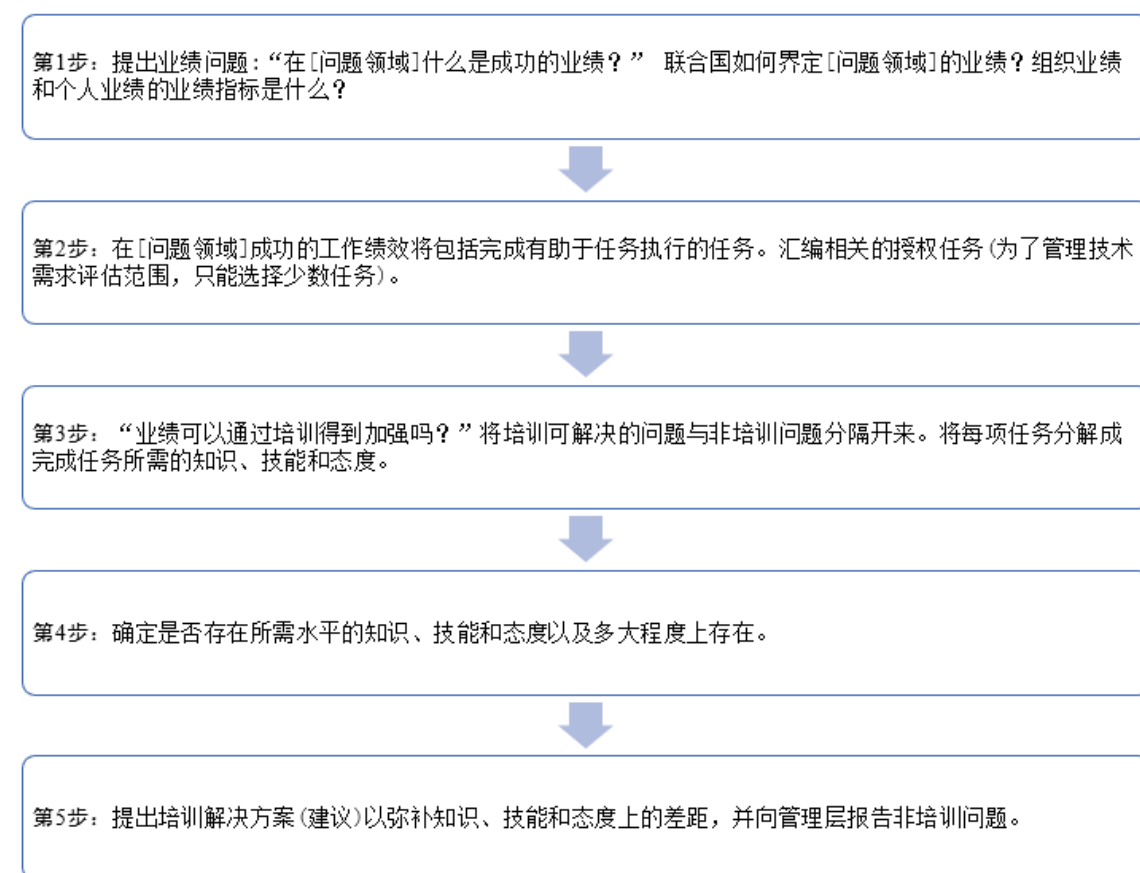 第1步：提出业绩问题：“在[问题领域]什么是成功的业绩？” 联合国如何界定[问题领域]的业绩？组织业绩
和个人业绩的业绩指标是什么？
第2步：在[问题领域]成功的工作绩效将包括完成有助于任务执行的任务。汇编相关的授权任务(为了管理技术
需求评估范围，只能选择少数任务)。
第3步：“业绩可以通过培训得到加强吗？”将培训可解决的问题与非培训问题分隔开来。将每项任务分解成
完成任务所需的知识、技能和态度。
第4步：确定是否存在所需水平的知识、技能和态度以及多大程度上存在。
第5步：提出培训解决方案(建议)以弥补知识、技能和态度上的差距，并向管理层报告非培训问题。